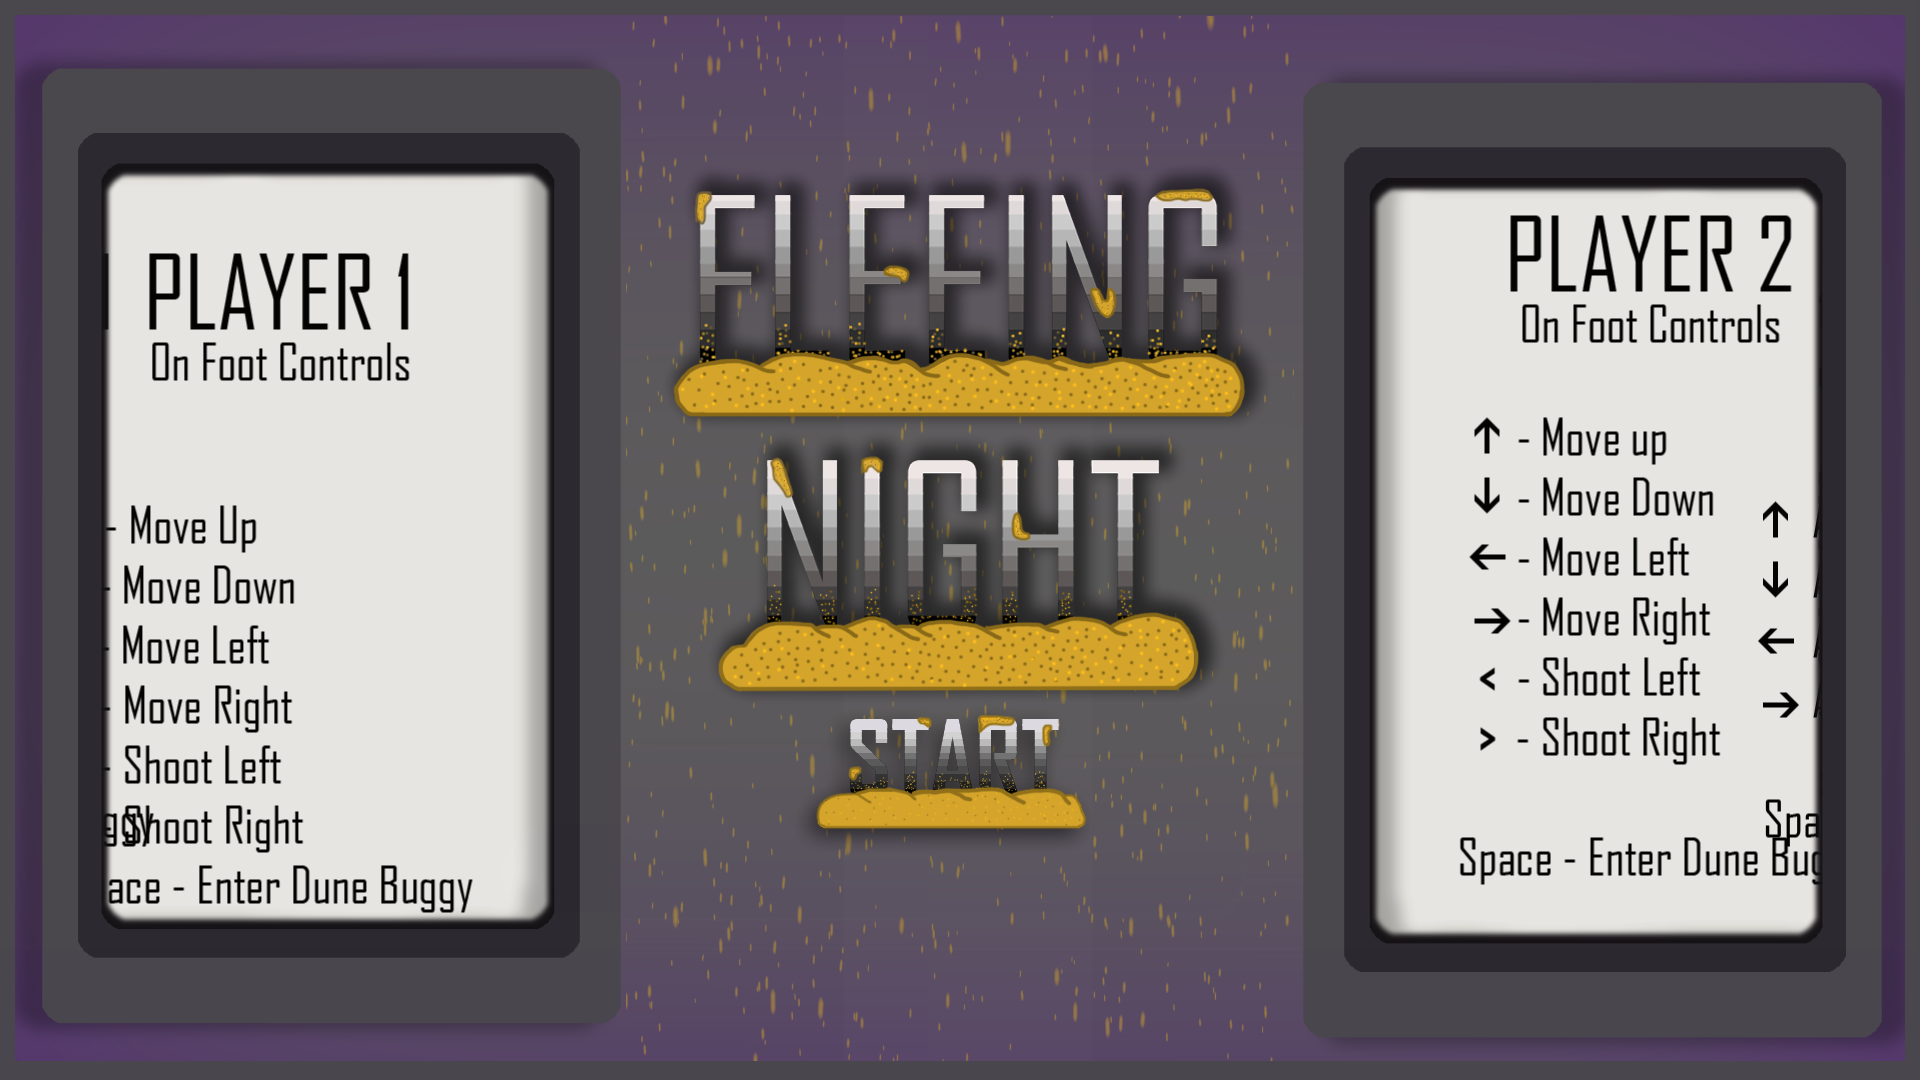 PLAYER 1
On Foot Controls
- Move Up
- Move Down
- Move Left
- Move Right
- Shoot Left
- Shoot Right
ggy
ace - Enter Dune Buggy
FLEEING
NIGHT
START
PLAYER 2
On Foot Controls
↑ - Move up
↓ - Move Down
← - Move Left
→ - Move Right
< - Shoot Left
> - Shoot Right
Space - Enter Dune Bug
↑
↓
←
→
Spa